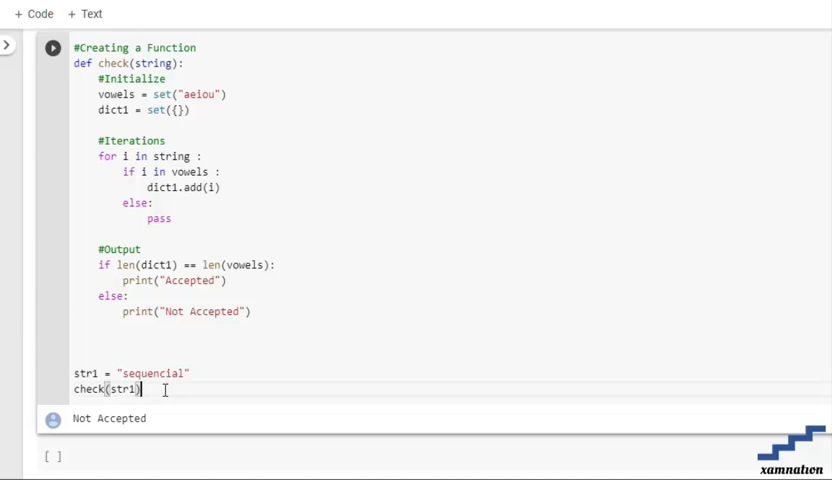 + Code + Text
#Creating a Function
def check(string):
    #Initialize
    vowels = set("aeiou")
    dict1 = set({})
    #Iterations
    for i in string :
        if i in vowels :
            dict1.add(i)
        else:
            pass
    #Output
    if len(dict1) == len(vowels):
        print("Accepted")
    else:
        print("Not Accepted")
str1 = "sequencial"
check(str1)
Not Accepted
[ ]
xamnation